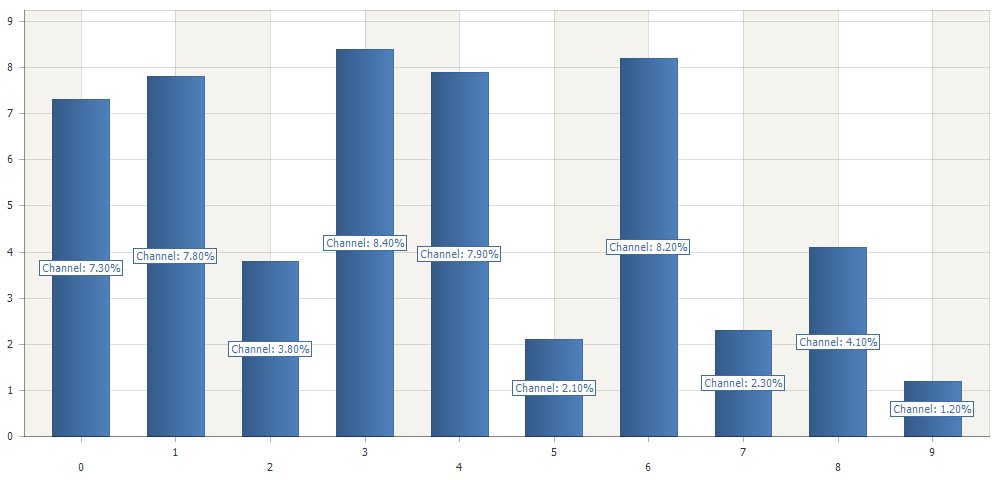 9
8
7
6
5
4
3
2
1
0
Channel: 7.30%
Channel: 7.80%
Channel: 3.80%
Channel: 8.40%
Channel: 7.90%
Channel: 2.10%
Channel: 8.20%
Channel: 2.30%
Channel: 4.10%
Channel: 1.20%
1 3 5 7 9
0 2 4 6 8